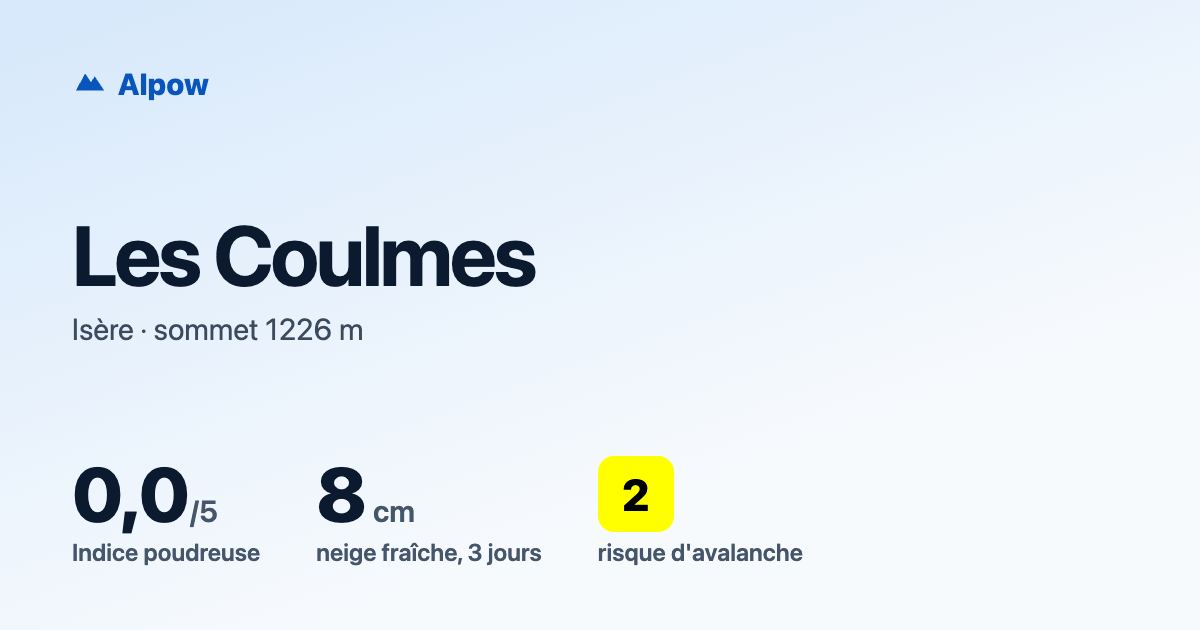 Alpow
Les Coulmes
Isère · sommet 1226 m
0,0/5
Indice poudreuse
8 cm
neige fraîche, 3 jours
2
risque d'avalanche